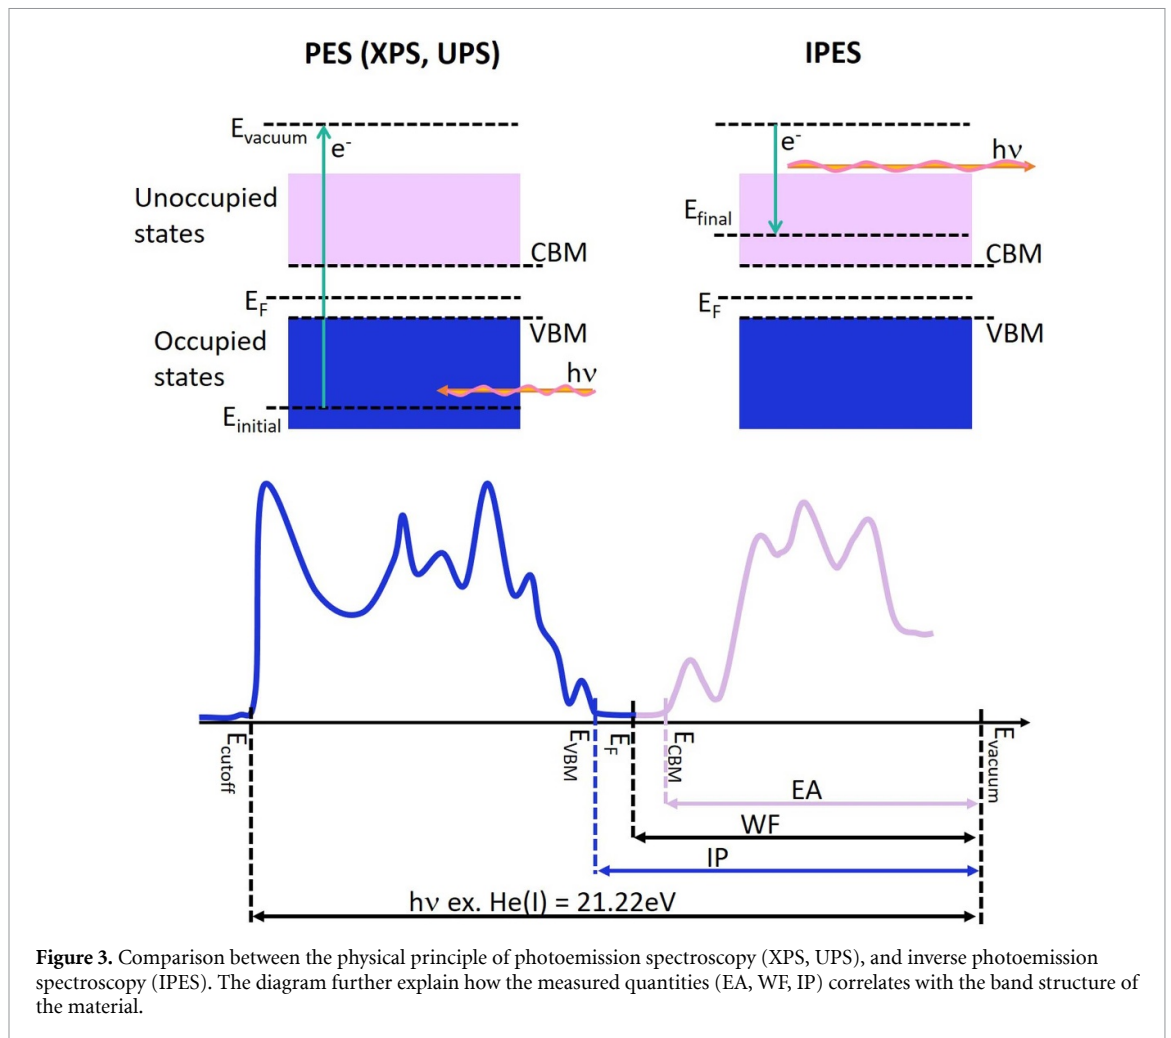 PES (XPS, UPS)
IPES
E_vacuum
e-
Unoccupied
states
CBM
E_F
VBM
Occupied
states
hν
E_initial
e-
hν
E_final
CBM
E_F
VBM
E_cutoff
E_VBM
E_F
E_CBM
E_vacuum
EA
WF
IP
hν ex. He(I) = 21.22eV
Figure 3. Comparison between the physical principle of photoemission spectroscopy (XPS, UPS), and inverse photoemission
spectroscopy (IPES). The diagram further explain how the measured quantities (EA, WF, IP) correlates with the band structure of
the material.